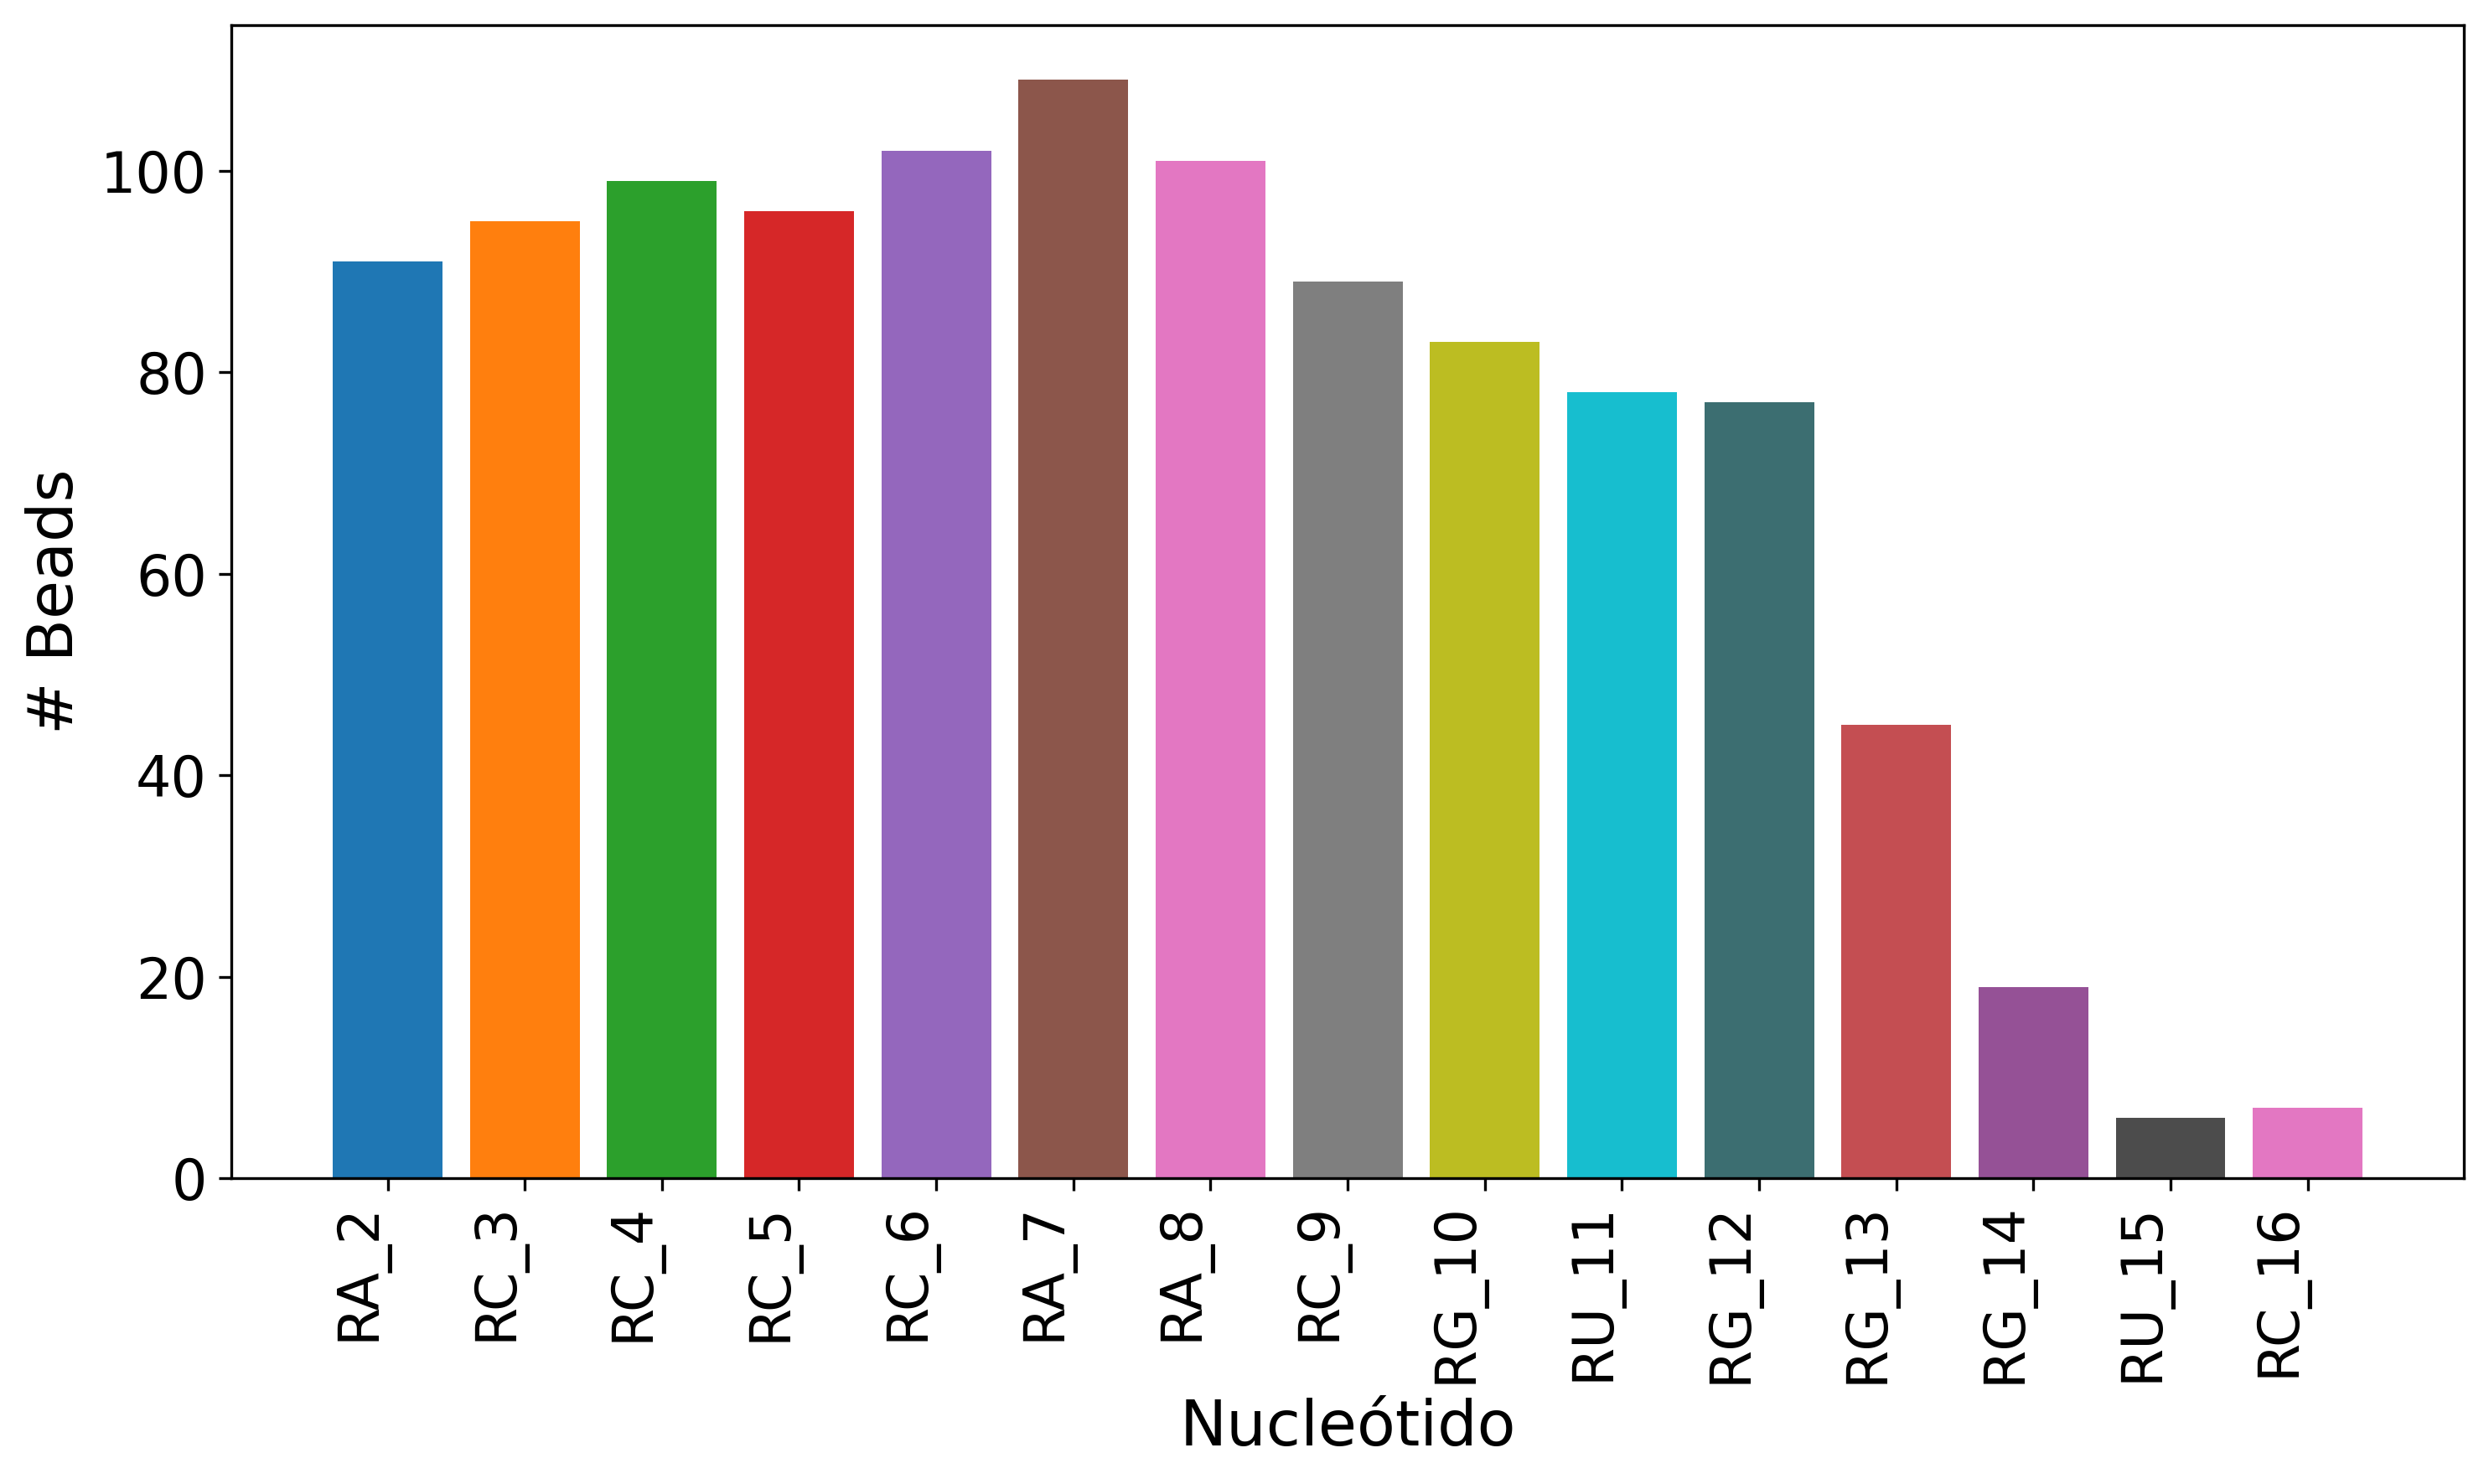 # Beads
100
80
60
40
20
0
RA_2
RC_3
RC_4
RC_5
RC_6
RA_7
RA_8
RC_9
RG_10
RU_11
RG_12
RG_13
RG_14
RU_15
RC_16
Nucleótido